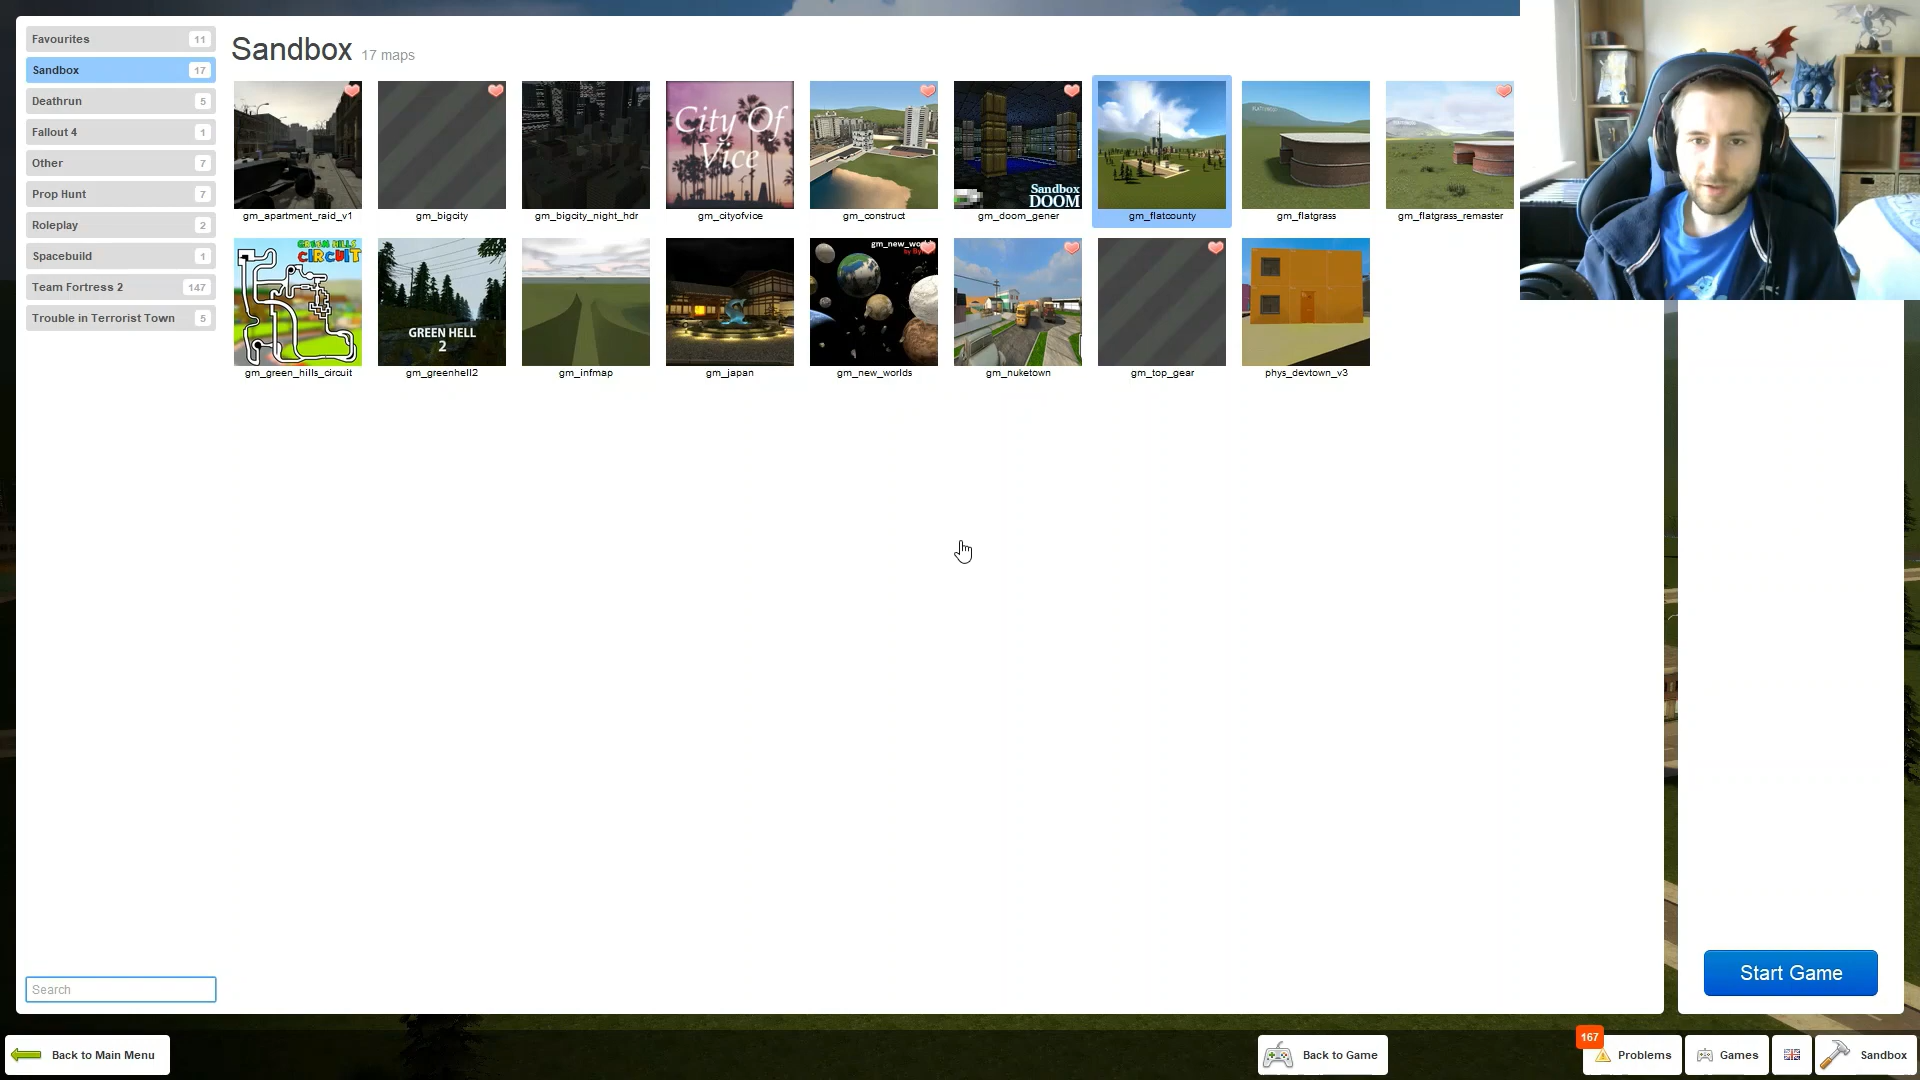 Favourites 11
Sandbox 17
Deathrun 5
Fallout 4 1
Other 7
Prop Hunt 7
Roleplay 2
Spacebuild 1
Team Fortress 2 147
Trouble in Terrorist Town 5
Search
Sandbox 17 maps
City Of
Vice
Sandbox
DOOM
gm_apartment_raid_v1
gm_bigcity
gm_bigcity_night_hdr
gm_cityofvice
gm_construct
gm_doom_gener
gm_flatcounty
gm_flatgrass
gm_flatgrass_remaster
GREEN HILLS
CIRCUIT
GREEN HELL
2
gm_green_hills_circuit
gm_greenhell2
gm_infmap
gm_japan
gm_new_worlds
gm_nuketown
gm_top_gear
phys_devtown_v3
Start Game
Back to Main Menu
Back to Game
167
Problems
Games
Sandbox